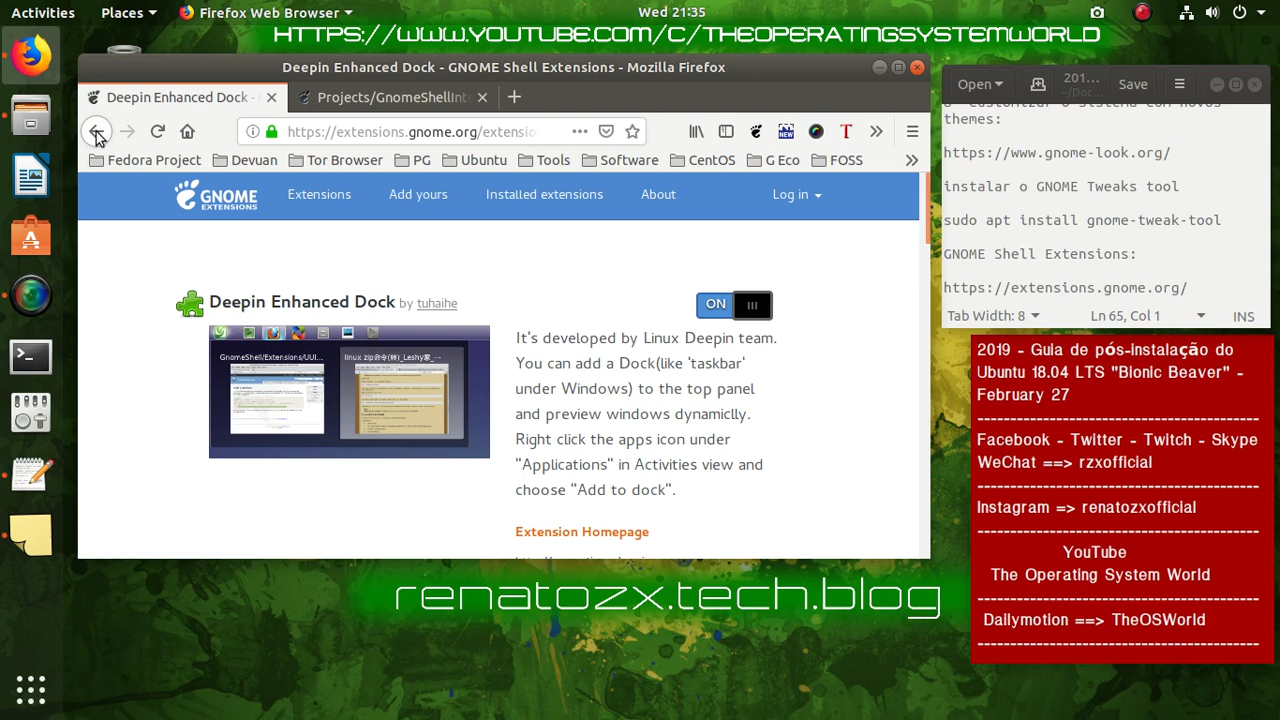 Activities
Places
Firefox Web Browser
Wed 21:35
HTTPS://WWW.YOUTUBE.COM/C/THEOPERATINGSYSTEMWORLD
Deepin Enhanced Dock - GNOME Shell Extensions - Mozilla Firefox
Deepin Enhanced Dock -
Projects/GnomeShellInte
https://extensions.gnome.org/extensio
NEW
T
Fedora Project
Devuan
Tor Browser
PG
Ubuntu
Tools
Software
CentOS
G Eco
FOSS
GNOME
EXTENSIONS
Extensions
Add yours
Installed extensions
About
Log in
Deepin Enhanced Dock by tuhaihe
ON
GnomeShell/Extensions/UUI...
It's developed by Linux Deepin team.
You can add a Dock(like 'taskbar'
under Windows) to the top panel
and preview windows dynamiclly.
Right click the apps icon under
"Applications" in Activities view and
choose "Add to dock".
Extension Homepage
Open
201...
~/Doc...
Save
themes:
https://www.gnome-look.org/
instalar o GNOME Tweaks tool
sudo apt install gnome-tweak-tool
GNOME Shell Extensions:
https://extensions.gnome.org/
Tab Width: 8
Ln 65, Col 1
INS
2019 - Guia de pós-Instalação do
Ubuntu 18.04 LTS "Bionic Beaver" -
February 27
Facebook - Twitter - Twitch - Skype
WeChat ==> rzxofficial
Instagram => renatozxofficial
YouTube
The Operating System World
Dailymotion ==> TheOSWorld
renatozx.tech.blog